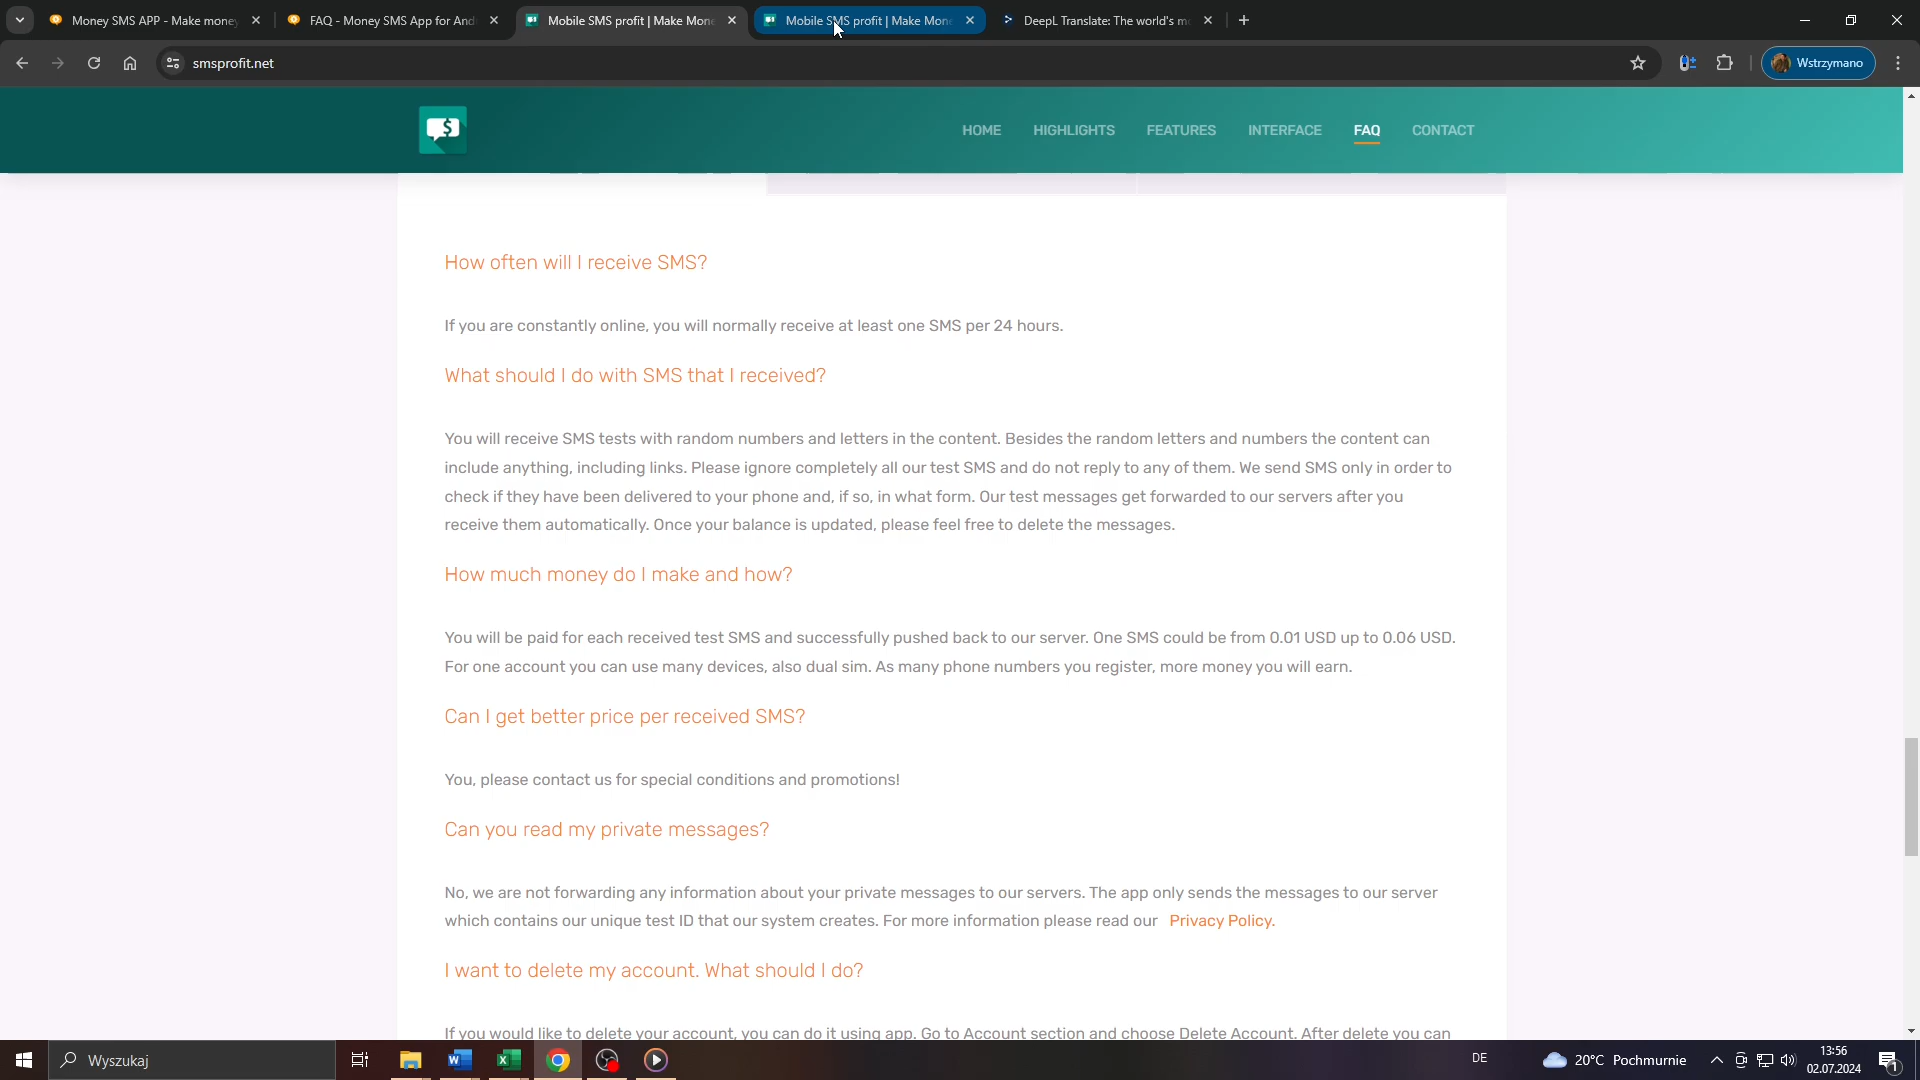 Money SMS APP - Make money
FAQ - Money SMS App for And
Mobile SMS profit | Make Mone
Mobile SMS profit | Make Mone
DeepL Translate: The world's mo
smsprofit.net
Wstrzymano
HOME
HIGHLIGHTS
FEATURES
INTERFACE
FAQ
CONTACT
How often will I receive SMS?
If you are constantly online, you will normally receive at least one SMS per 24 hours.
What should I do with SMS that I received?
You will receive SMS tests with random numbers and letters in the content. Besides the random letters and numbers the content can
include anything, including links. Please ignore completely all our test SMS and do not reply to any of them. We send SMS only in order to
check if they have been delivered to your phone and, if so, in what form. Our test messages get forwarded to our servers after you
receive them automatically. Once your balance is updated, please feel free to delete the messages.
How much money do I make and how?
You will be paid for each received test SMS and successfully pushed back to our server. One SMS could be from 0.01 USD up to 0.06 USD.
For one account you can use many devices, also dual sim. As many phone numbers you register, more money you will earn.
Can I get better price per received SMS?
You, please contact us for special conditions and promotions!
Can you read my private messages?
No, we are not forwarding any information about your private messages to our servers. The app only sends the messages to our server
which contains our unique test ID that our system creates. For more information please read our Privacy Policy.
I want to delete my account. What should I do?
If you would like to delete your account, you can do it using app. Go to Account section and choose Delete Account. After delete you can
Wyszukaj
DE
20°C Pochmurnie
13:56
02.07.2024
1